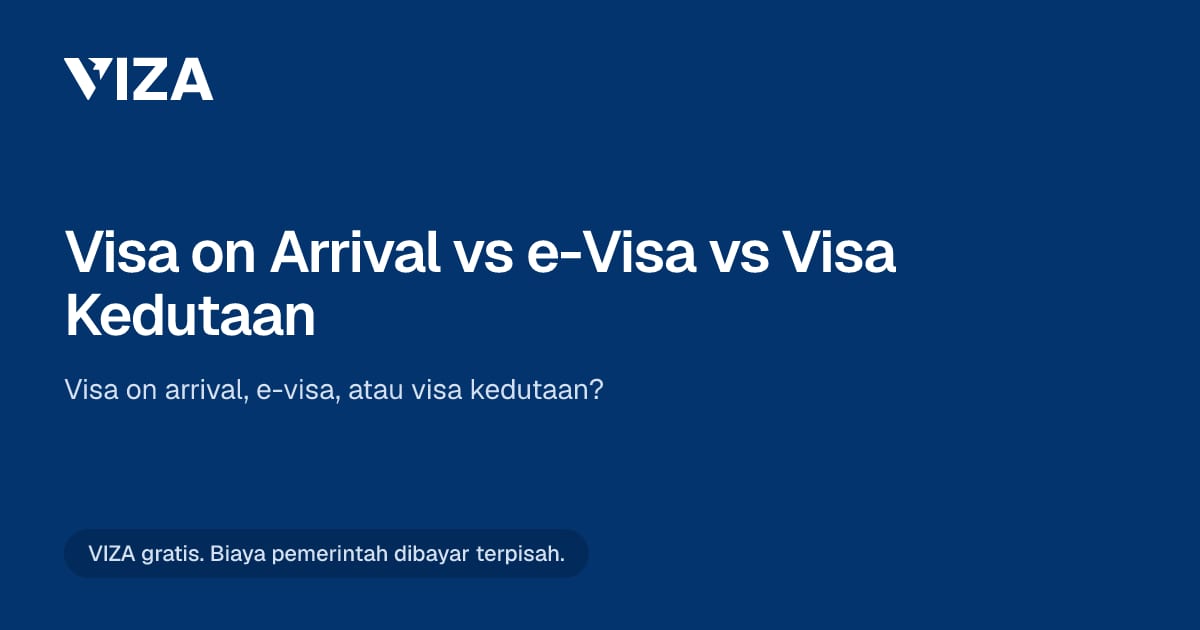 VIZA
Visa on Arrival vs e-Visa vs Visa
Kedutaan
Visa on arrival, e-visa, atau visa kedutaan?
VIZA gratis. Biaya pemerintah dibayar terpisah.